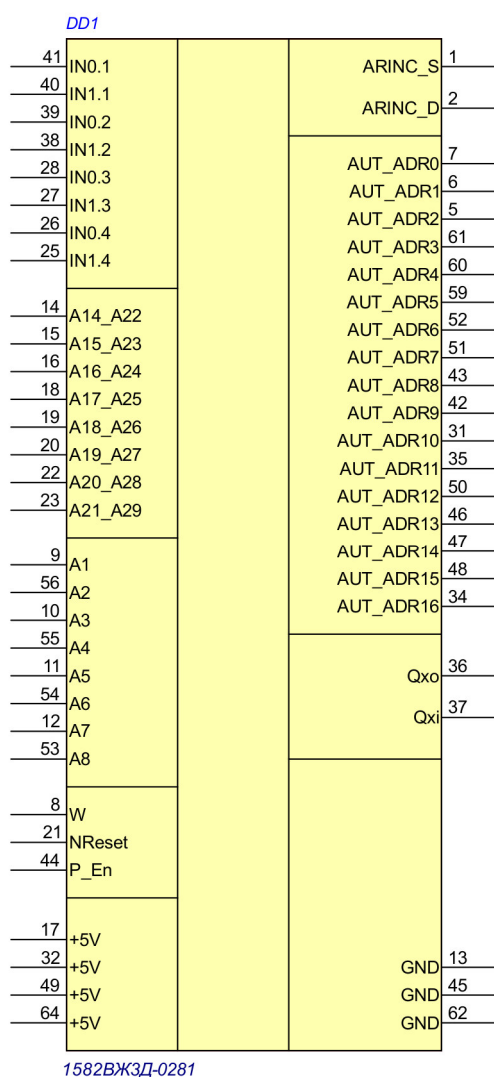 DD1
41 IN0.1
40 IN1.1
39 IN0.2
38 IN1.2
28 IN0.3
27 IN1.3
26 IN0.4
25 IN1.4
14 A14_A22
15 A15_A23
16 A16_A24
18 A17_A25
19 A18_A26
20 A19_A27
22 A20_A28
23 A21_A29
9 A1
56 A2
10 A3
55 A4
11 A5
54 A6
12 A7
53 A8
8 W
21 NReset
44 P_En
17 +5V
32 +5V
49 +5V
64 +5V
ARINC_S 1
ARINC_D 2
AUT_ADR0 7
AUT_ADR1 6
AUT_ADR2 5
AUT_ADR3 61
AUT_ADR4 60
AUT_ADR5 59
AUT_ADR6 52
AUT_ADR7 51
AUT_ADR8 43
AUT_ADR9 42
AUT_ADR10 31
AUT_ADR11 35
AUT_ADR12 50
AUT_ADR13 46
AUT_ADR14 47
AUT_ADR15 48
AUT_ADR16 34
Qxo 36
Qxi 37
GND 13
GND 45
GND 62
1582ВЖ3Д-0281